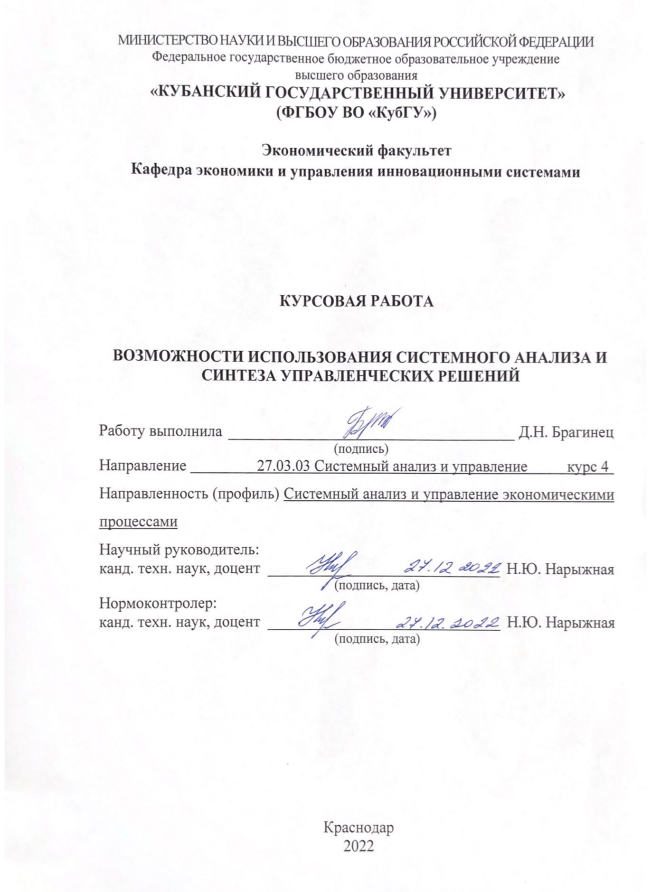 МИНИСТЕРСТВО НАУКИ И ВЫСШЕГО ОБРАЗОВАНИЯ РОССИЙСКОЙ ФЕДЕРАЦИИ
Федеральное государственное бюджетное образовательное учреждение
высшего образования
«КУБАНСКИЙ ГОСУДАРСТВЕННЫЙ УНИВЕРСИТЕТ»
(ФГБОУ ВО «КубГУ»)
Экономический факультет
Кафедра экономики и управления инновационными системами
КУРСОВАЯ РАБОТА
ВОЗМОЖНОСТИ ИСПОЛЬЗОВАНИЯ СИСТЕМНОГО АНАЛИЗА И
СИНТЕЗА УПРАВЛЕНЧЕСКИХ РЕШЕНИЙ
Работу выполнила Д.Н. Брагинец
(подпись)
Направление 27.03.03 Системный анализ и управление курс 4
Направленность (профиль) Системный анализ и управление экономическими
процессами
Научный руководитель:
канд. техн. наук, доцент 27.12 2022 Н.Ю. Нарыжная
(подпись, дата)
Нормоконтролер:
канд. техн. наук, доцент 27.12.2022 Н.Ю. Нарыжная
(подпись, дата)
Краснодар
2022